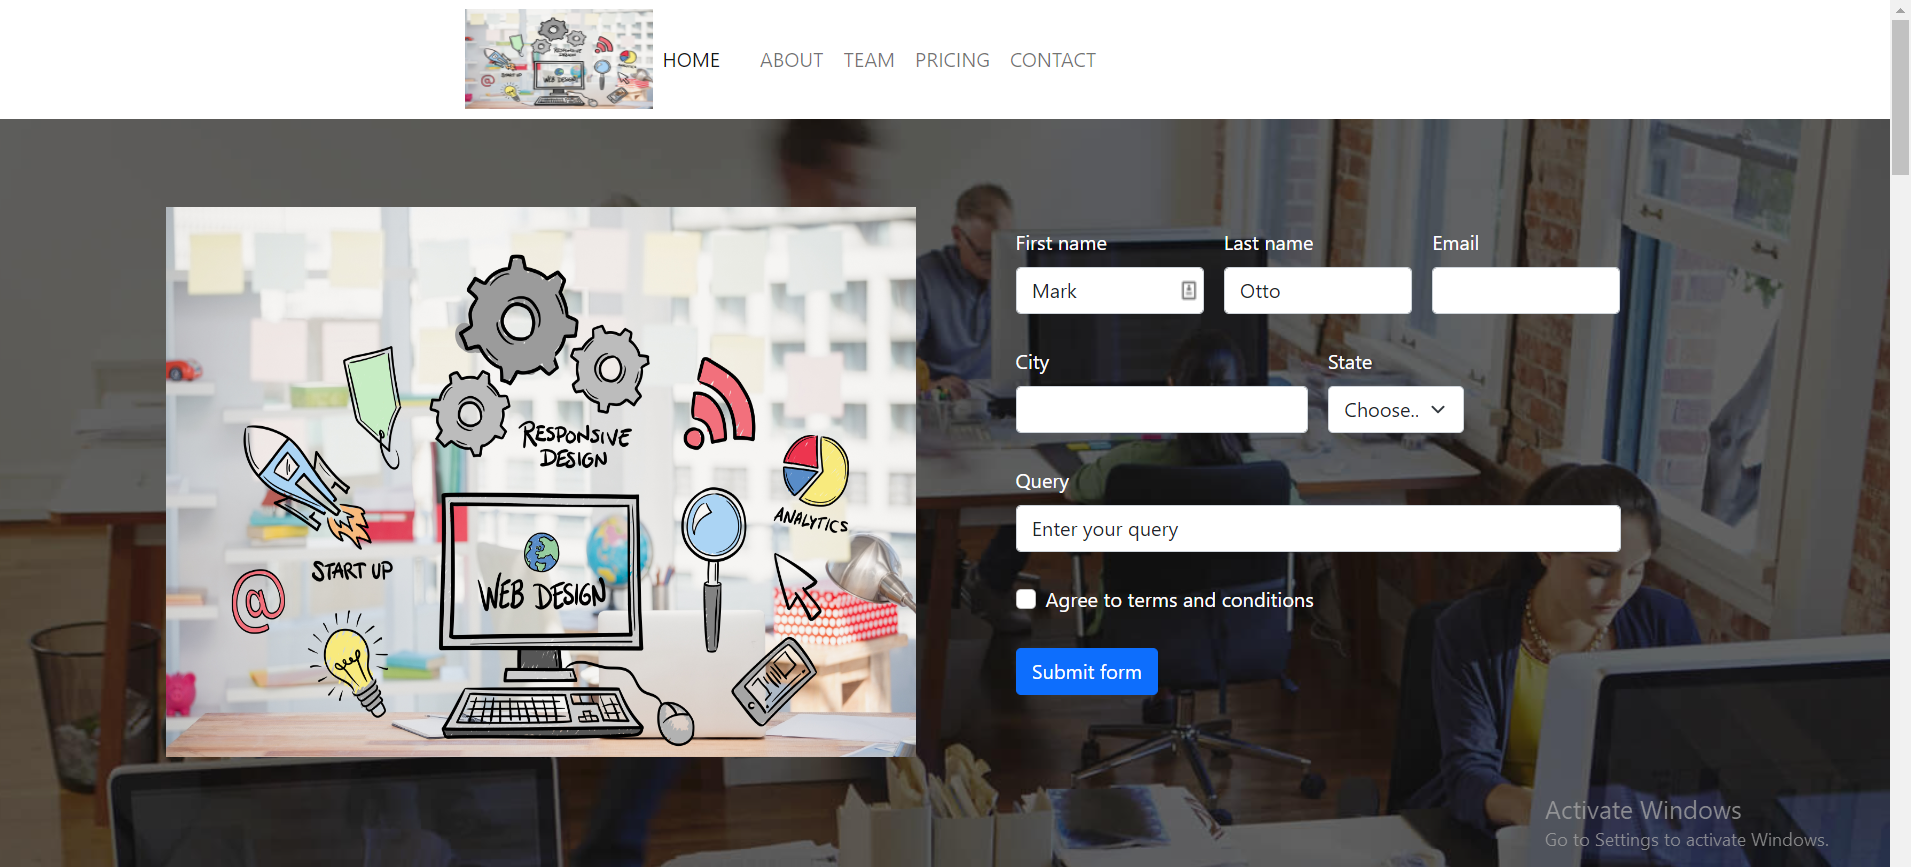 HOME ABOUT TEAM PRICING CONTACT
RESPONSIVE
DESIGN
ANALYTICS
START UP
WEB DESIGN
@
First name Last name Email
Mark Otto
City State
Choose..
Query
Enter your query
Agree to terms and conditions
Submit form
Activate Windows
Go to Settings to activate Windows.